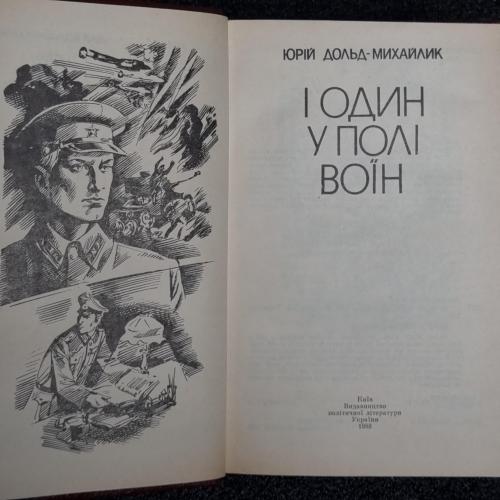 ЮРІЙ ДОЛЬД-МИХАЙЛИК
І ОДИН
У ПОЛІ
ВОЇН
Київ
Видавництво
політичної літератури
України